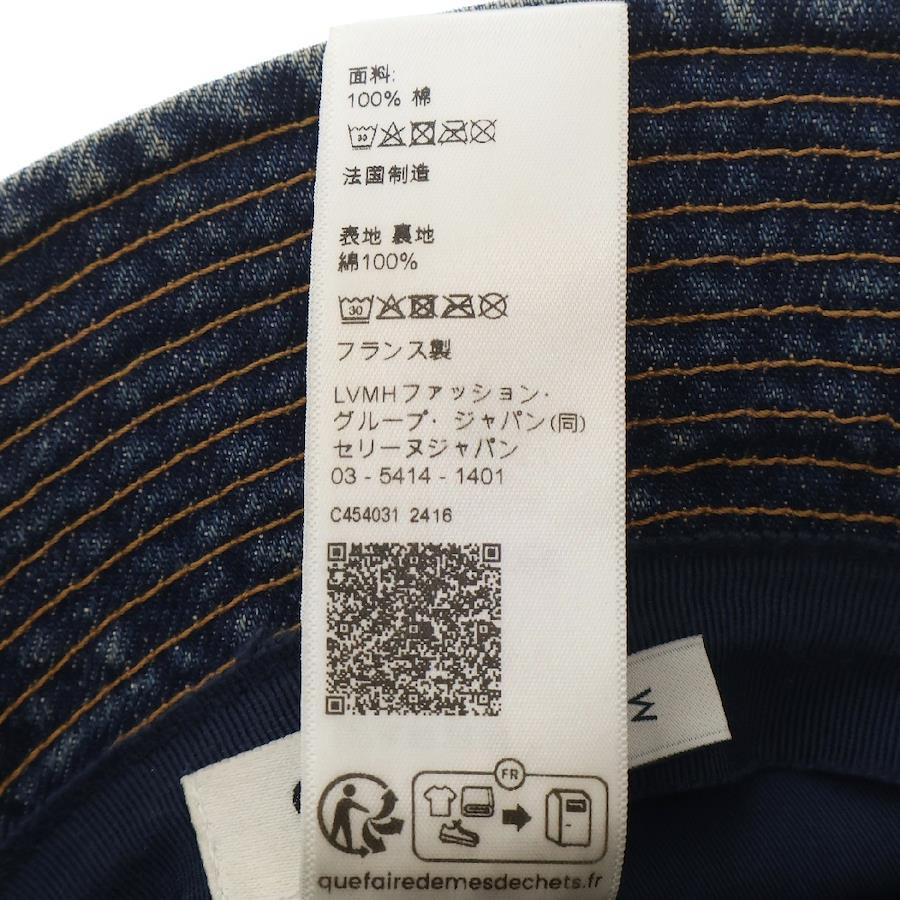 面料:
100% 棉
30
法國制造
表地 裏地
綿100%
30
フランス製
LVMHファッション・
グループ・ジャパン(同)
セリーヌジャパン
03 - 5414 - 1401
C454031 2416
M
FR
quefairedemesdechets.fr